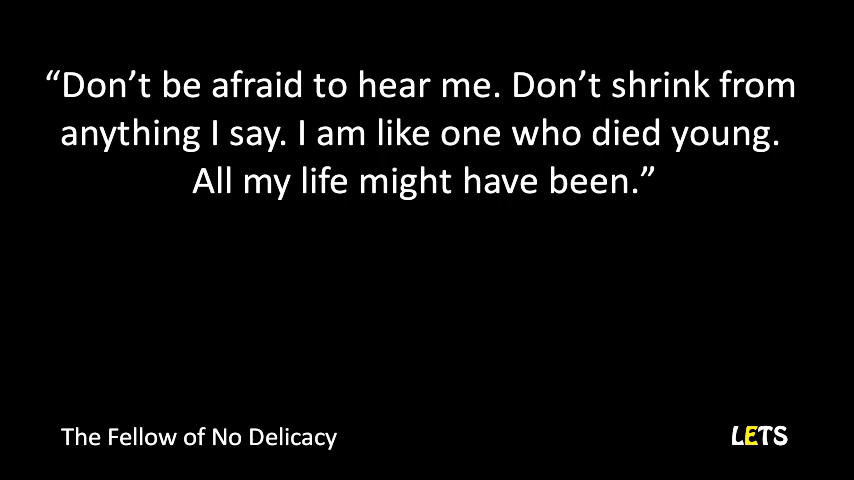 “Don’t be afraid to hear me. Don’t shrink from
anything I say. I am like one who died young.
All my life might have been.”
The Fellow of No Delicacy
LETS